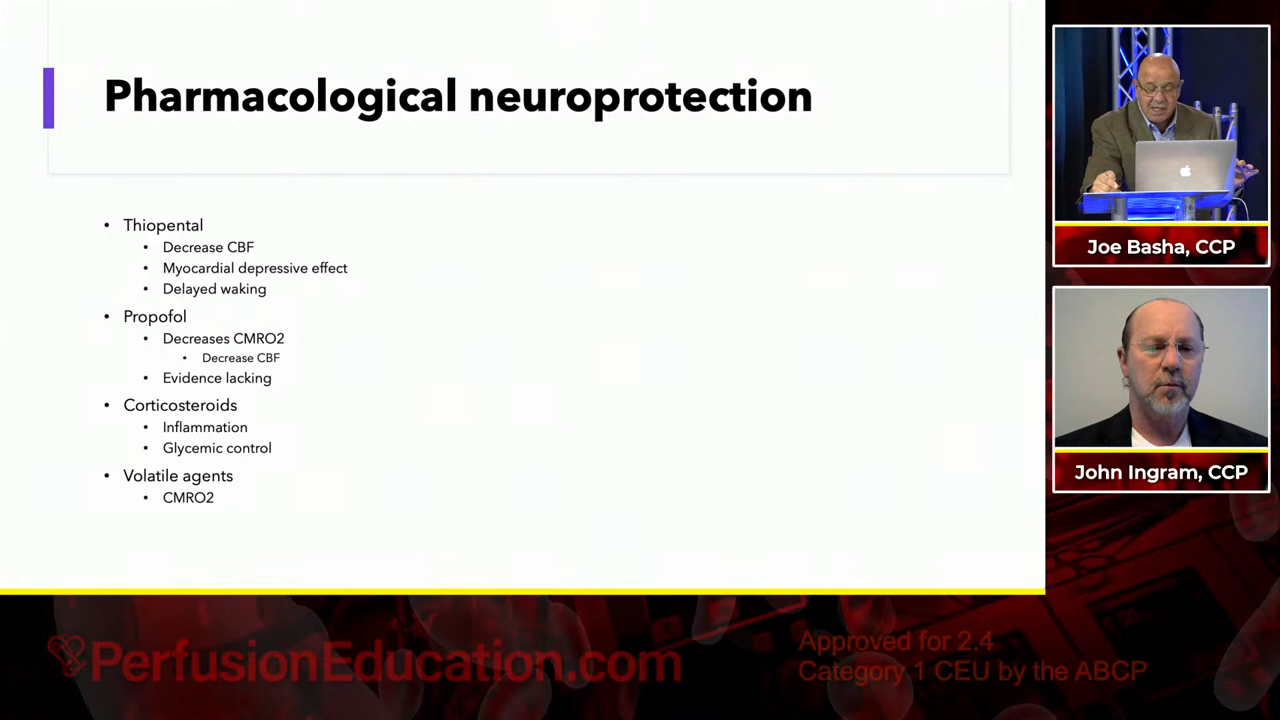 Pharmacological neuroprotection
• Thiopental
• Decrease CBF
• Myocardial depressive effect
• Delayed waking
• Propofol
• Decreases CMRO2
• Decrease CBF
• Evidence lacking
• Corticosteroids
• Inflammation
• Glycemic control
• Volatile agents
• CMRO2
Joe Basha, CCP
John Ingram, CCP
PerfusionEducation.com
Approved for 2.4
Category 1 CEU by the ABCP